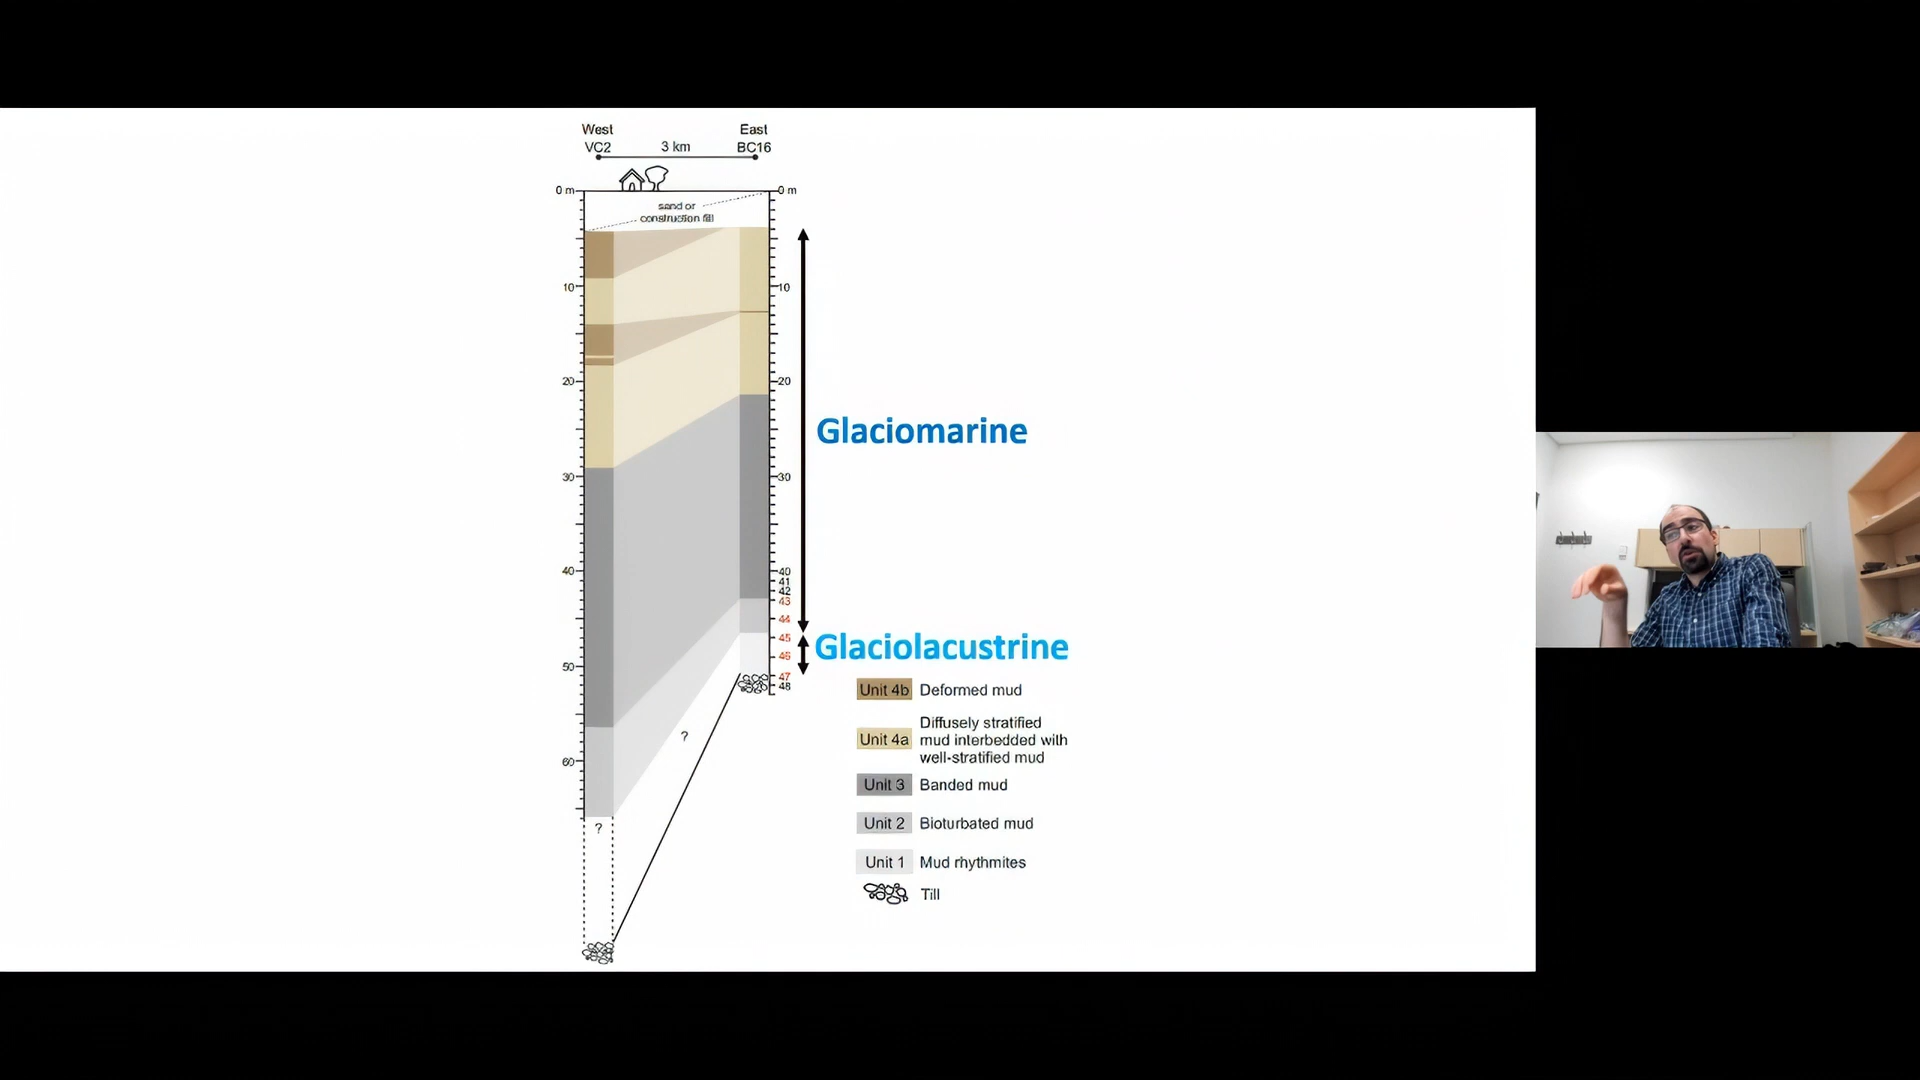 West
East
VC2
3 km
BC16
0 m
0 m
sand or
construction fill
10
10
20
20
Glaciomarine
30
30
40
40
41
42
43
44
45
Glaciolacustrine
46
50
47
48
Unit 4b
Deformed mud
Diffusely stratified
Unit 4a
mud interbedded with
well-stratified mud
?
60
Unit 3
Banded mud
Unit 2
Bioturbated mud
?
Unit 1
Mud rhythmites
Till